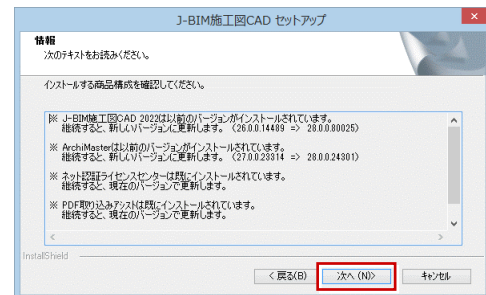 J-BIM施工図CAD セットアップ
情報
次のテキストをお読みください。
インストールする商品構成を確認してください。
※ J-BIM施工図CAD 2022は以前のバージョンがインストールされています。
継続すると、新しいバージョンに更新します。 (26.0.0.14489 => 28.0.0.80025)
※ ArchiMasterは以前のバージョンがインストールされています。
継続すると、新しいバージョンに更新します。 (27.0.0.23314 => 28.0.0.24301)
※ ネット認証ライセンスセンターは既にインストールされています。
継続すると、現在のバージョンで更新します。
※ PDF取り込みアシストは既にインストールされています。
継続すると、現在のバージョンで更新します。
InstallShield
< 戻る(B)
次へ (N)>
キャンセル